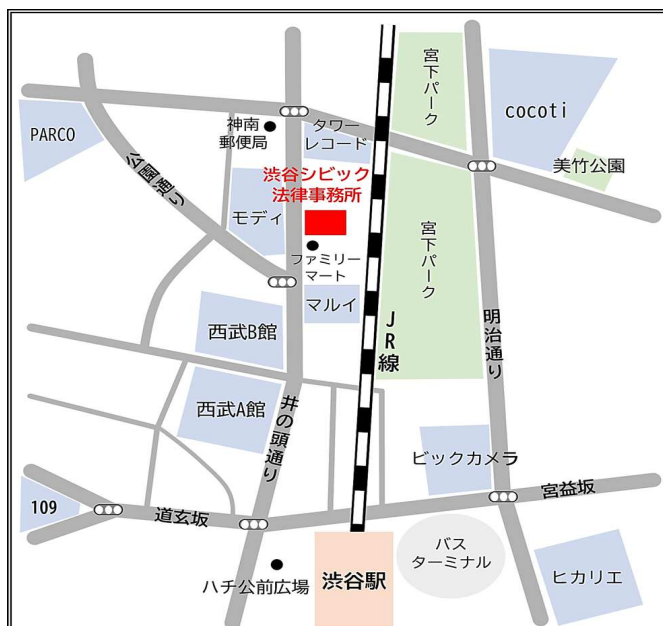 宮下パーク
cocoti
PARCO
神南
郵便局
タワー
レコード
美竹公園
公園通り
渋谷シビック
法律事務所
モディ
宮下パーク
ファミリー
マート
マルイ
JR線
明治通り
西武B館
西武A館
井の頭通り
ビックカメラ
宮益坂
109
道玄坂
バス
ターミナル
ハチ公前広場
渋谷駅
ヒカリエ